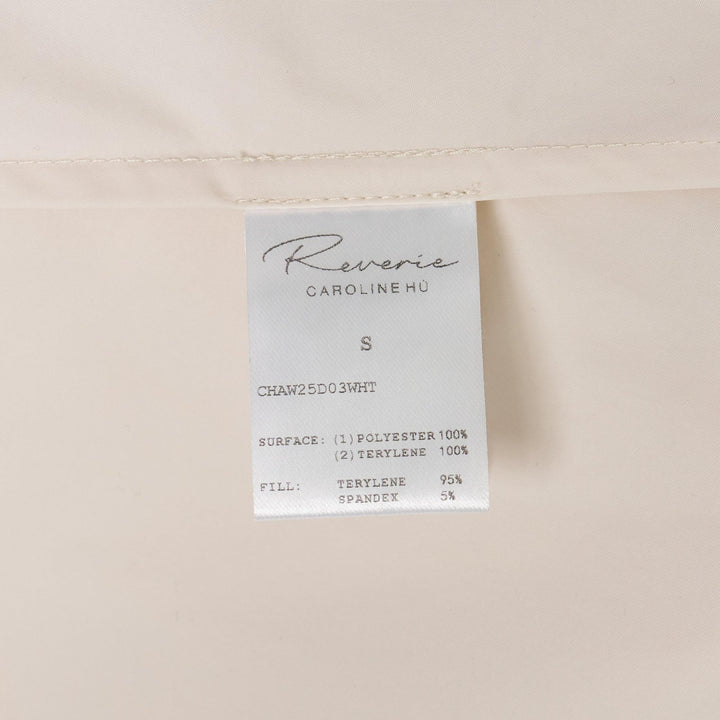 Reverie
CAROLINE HÙ
S
CHAW25D03WHT
SURFACE: (1) POLYESTER 100%
(2) TERYLENE 100%
FILL: TERYLENE 95%
SPANDEX 5%